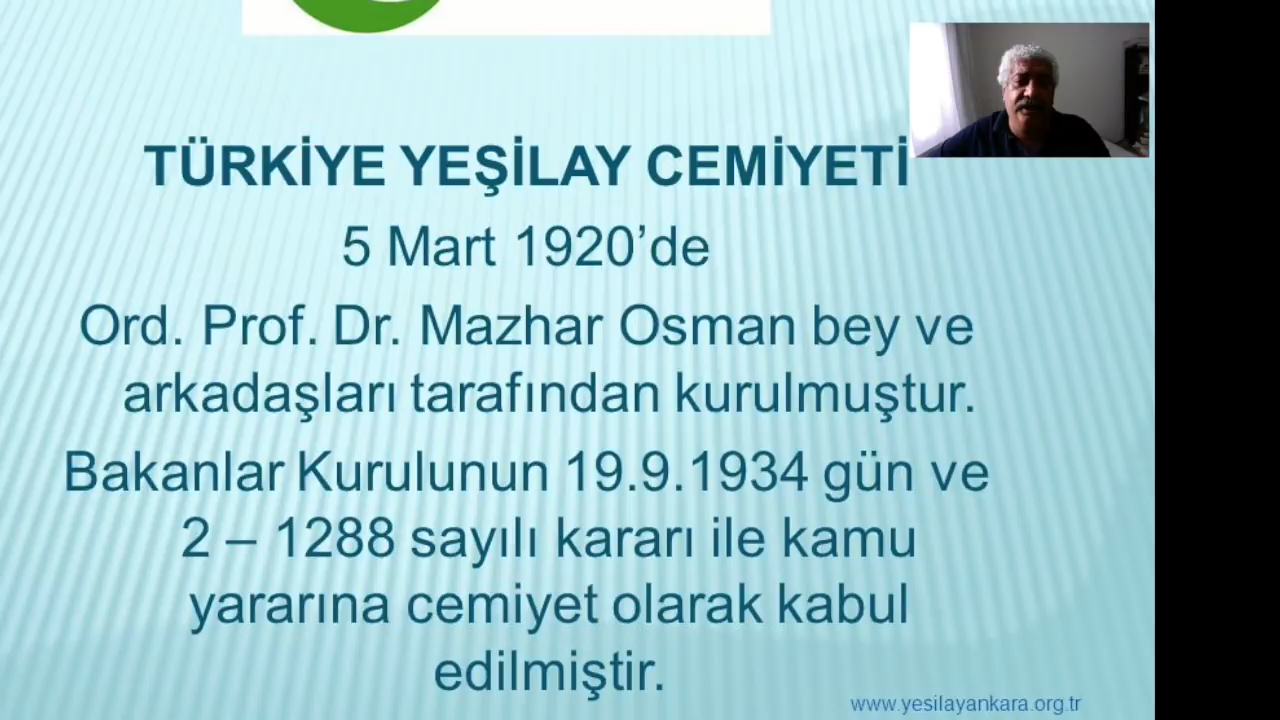 TÜRKİYE YEŞİLAY CEMİYETİ
5 Mart 1920’de
Ord. Prof. Dr. Mazhar Osman bey ve
arkadaşları tarafından kurulmuştur.
Bakanlar Kurulunun 19.9.1934 gün ve
2 – 1288 sayılı kararı ile kamu
yararına cemiyet olarak kabul
edilmiştir.
www.yesilayankara.org.tr